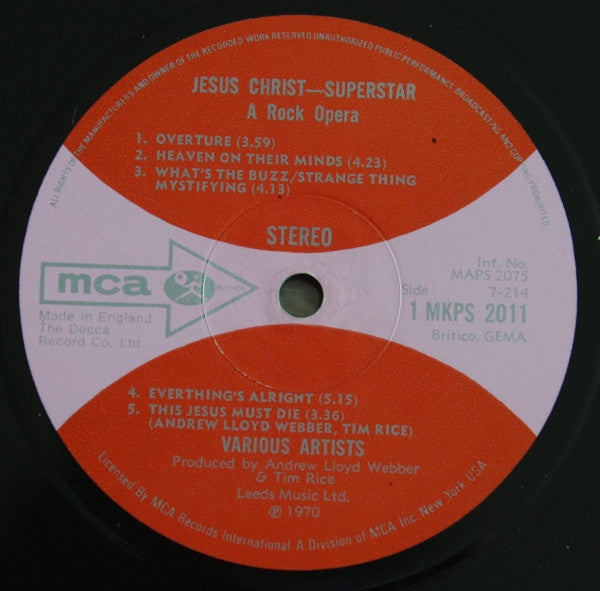 ALL RIGHTS OF THE MANUFACTURERS AND OWNER OF THE RECORDED WORK RESERVED UNAUTHORIZED PUBLIC PERFORMANCE, BROADCASTING AND COPYING PROHIBITED.
JESUS CHRIST—SUPERSTAR
A Rock Opera
1. OVERTURE (3.59)
2. HEAVEN ON THEIR MINDS (4.23)
3. WHAT'S THE BUZZ/STRANGE THING
MYSTIFYING (4.13)
STEREO
mca
RECORDS
Made in England
The Decca
Record Co. Ltd.
Int. No.
MAPS 2075
Side 7-214
1 MKPS 2011
Britico; GEMA
4. EVERTHING'S ALRIGHT (5.15)
5. THIS JESUS MUST DIE (3.36)
(ANDREW LLOYD WEBBER, TIM RICE)
VARIOUS ARTISTS
Produced by Andrew Lloyd Webber
& Tim Rice
Leeds Music Ltd.
℗ 1970
Licensed By MCA Records International A Division of MCA Inc. New York, USA